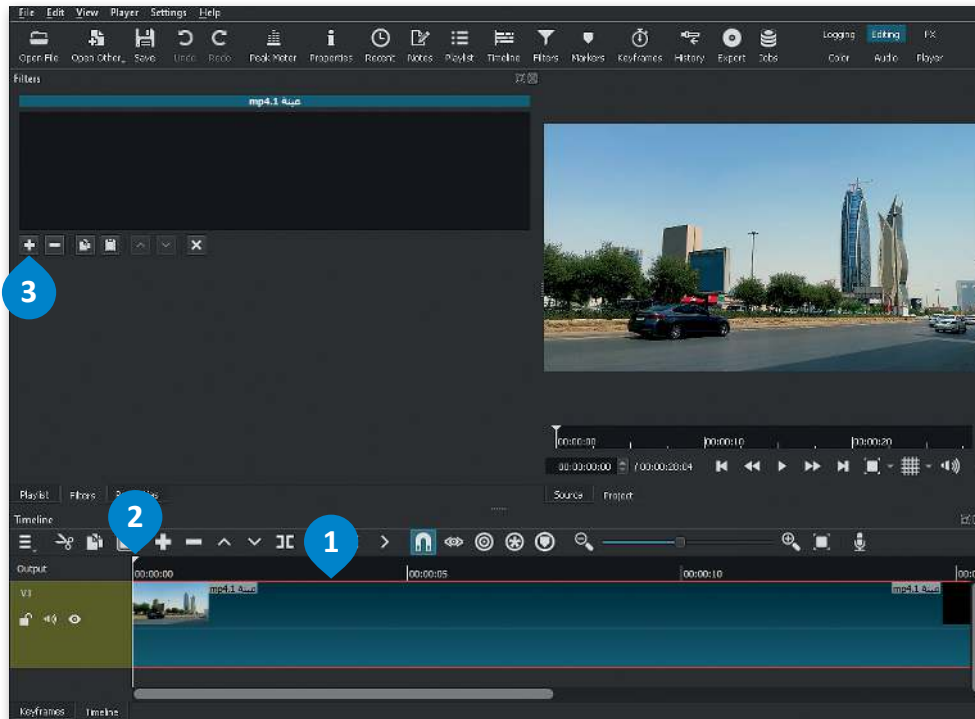 File Edit View Player Settings Help
Open File Open Other.. Save Undo Redo Peak Meter Properties Recent Notes Playlist Timeline Filters Markers Keyframes History Export Jobs
Logging Editing FX
Color Audio Player
Filters
عينة mp4.1
3
00:00:00 00:00:10 00:00:20
00:00:00:00 / 00:00:20:04
Playlist Filters
Source Project
Timeline
2
1
Output
00:00:00 00:00:05 00:00:10
V1
عينة mp4.1 عينة mp4.1
Keyframes Timeline